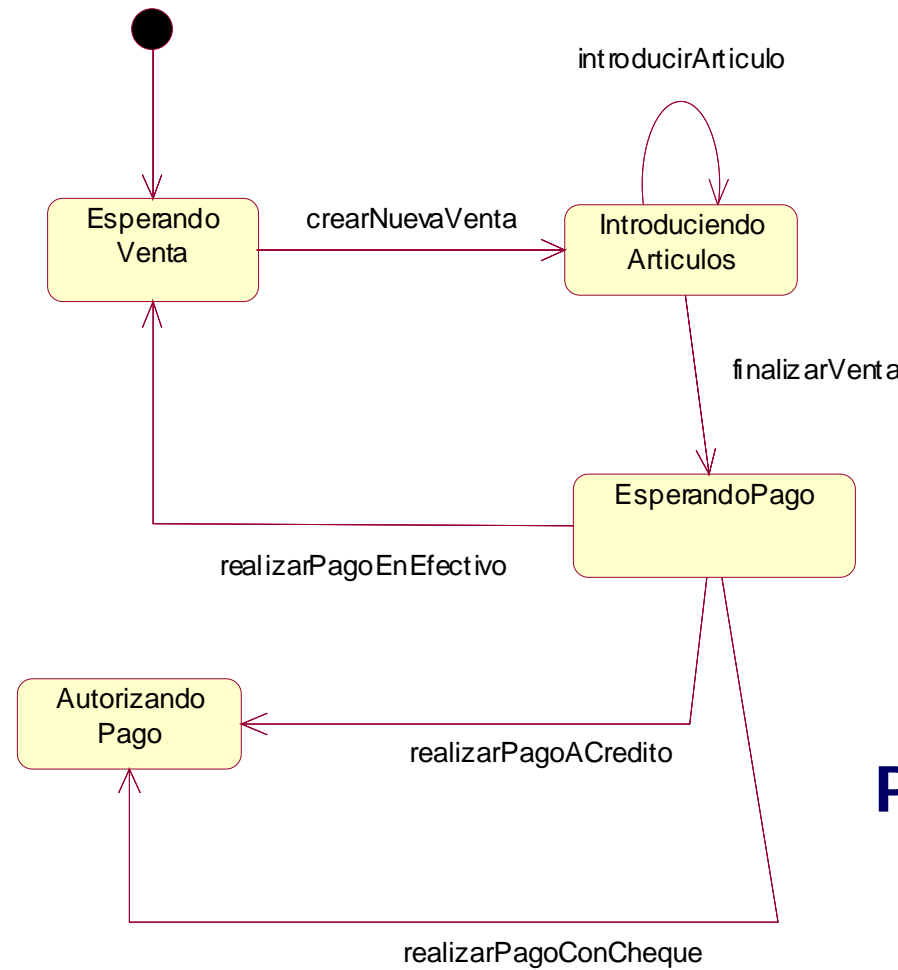 introducirArticulo
Esperando
Venta
crearNuevaVenta
Introduciendo
Articulos
finalizarVenta
EsperandoPago
realizarPagoEnEfectivo
Autorizando
Pago
realizarPagoACredito
P
realizarPagoConCheque